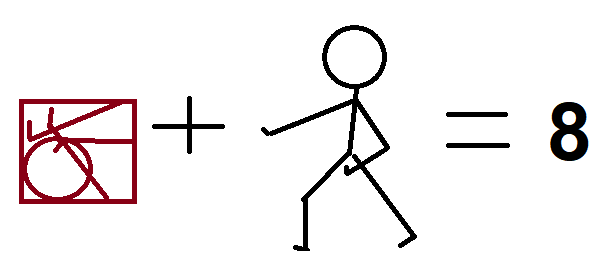 + = 8